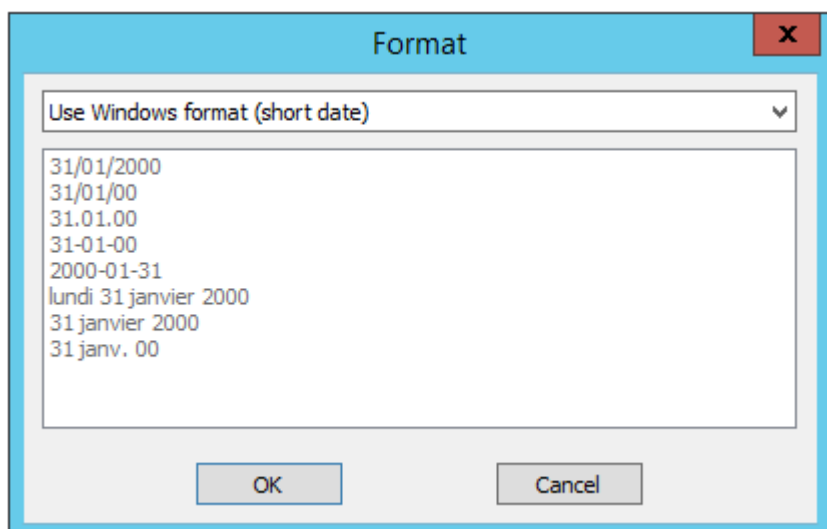 Format
x
Use Windows format (short date)
31/01/2000
31/01/00
31.01.00
31-01-00
2000-01-31
lundi 31 janvier 2000
31 janvier 2000
31 janv. 00
OK
Cancel